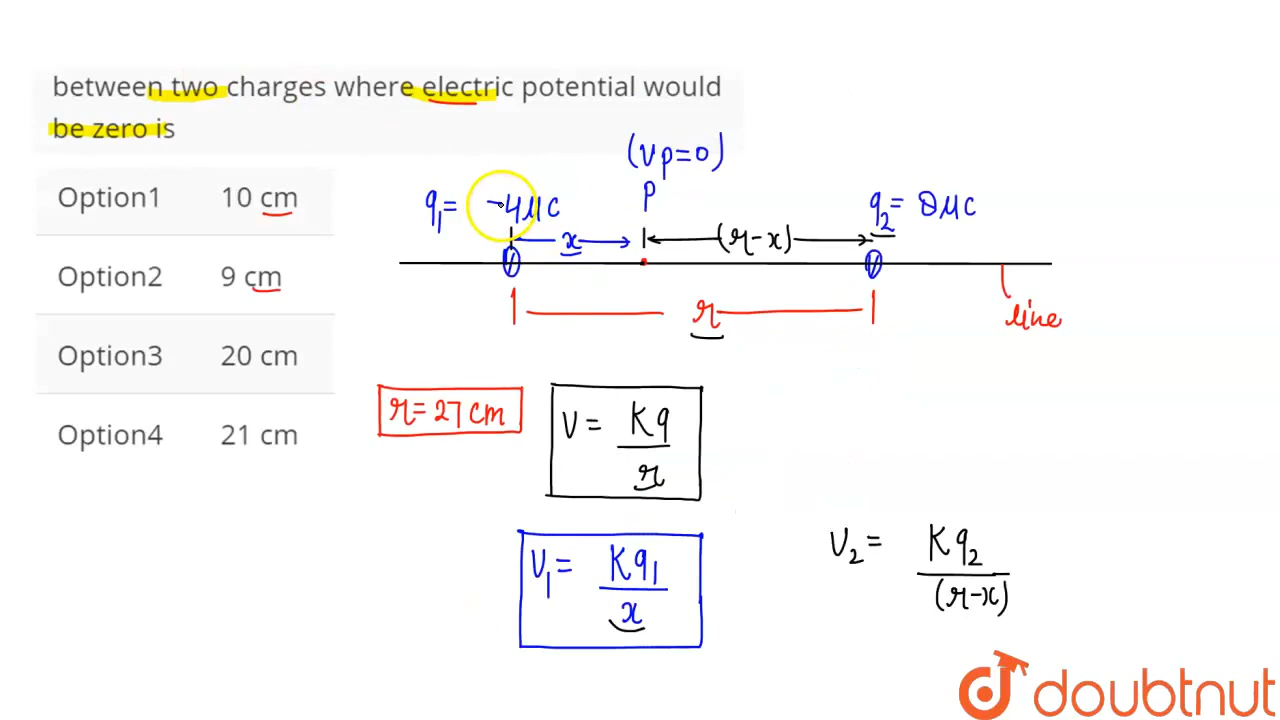 between two charges where electric potential would
be zero is
(Vp=0)
Option1 10 cm
q1= -4μC
P
q2= 8μC
x
(r-x)
Option2 9 cm
r
line
Option3 20 cm
r= 27 cm
V= Kq/r
Option4 21 cm
V1= Kq1/x
V2= Kq2/(r-x)
doubtnut